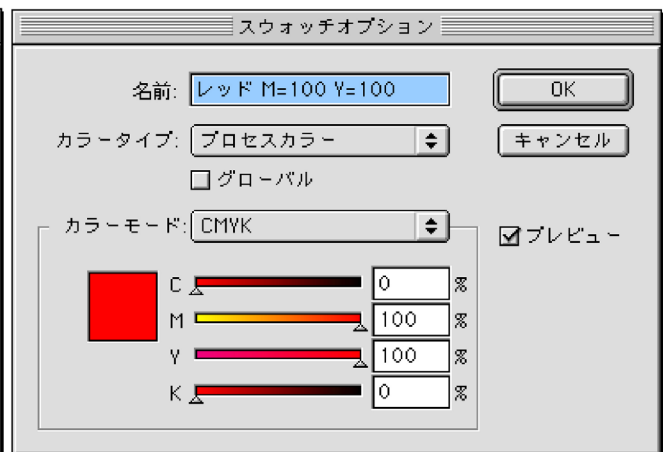 スウォッチオプション
名前: レッド M=100 Y=100
OK
カラータイプ: プロセスカラー
キャンセル
グローバル
カラーモード: CMYK
プレビュー
C 0 %
M 100 %
Y 100 %
K 0 %